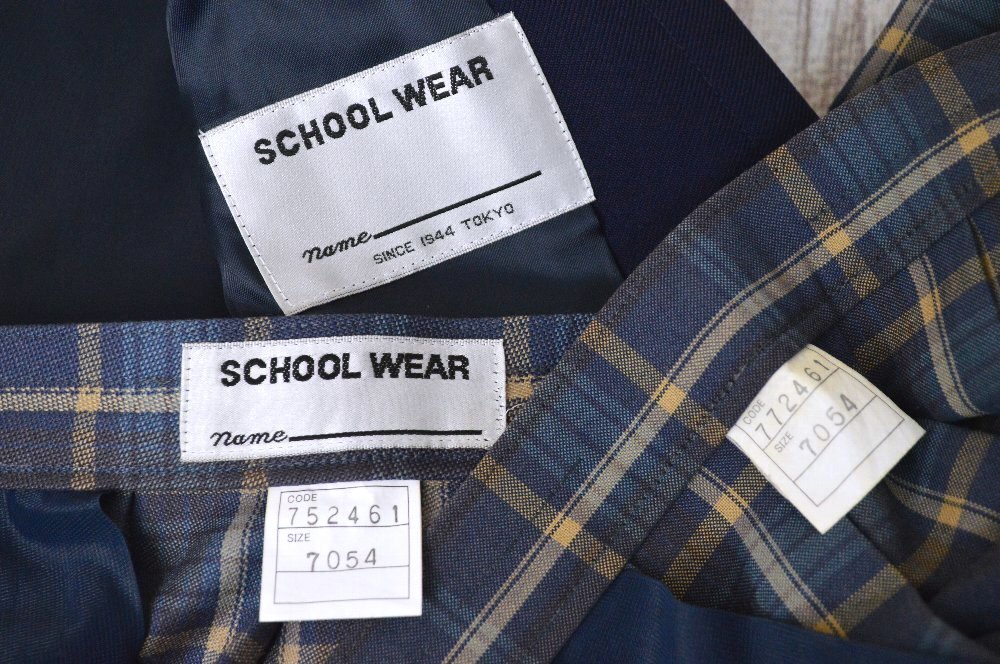 SCHOOL WEAR
name
SINCE 1944 TOKYO
SCHOOL WEAR
name
CODE
752461
SIZE
7054
CODE
772461
SIZE
7054